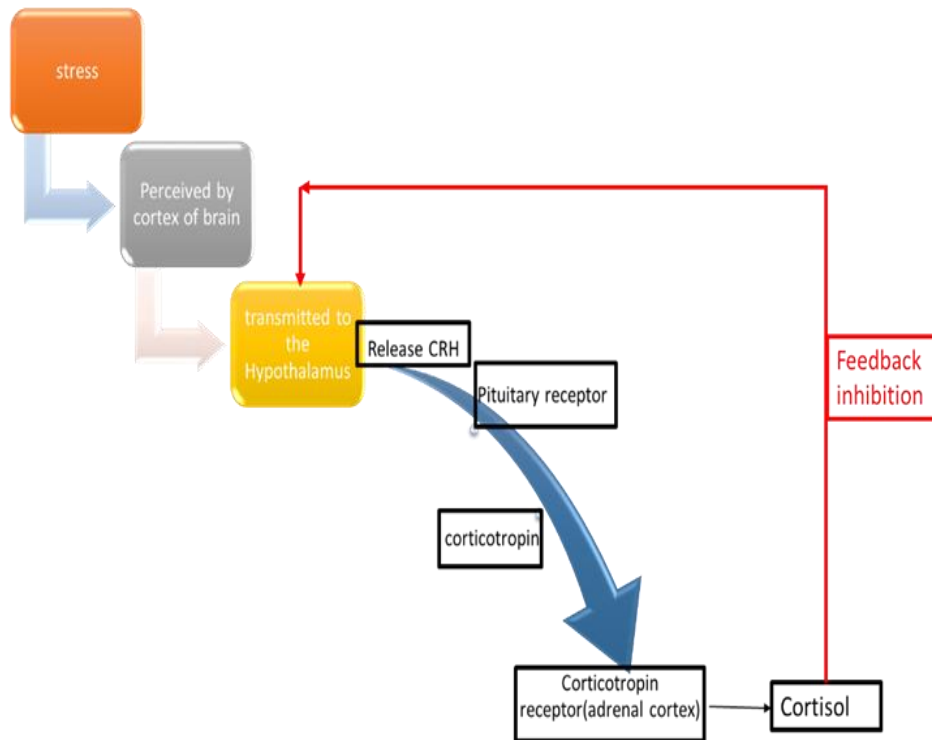 stress
Perceived by
cortex of brain
transmitted to
the
Hypothalamus
Release CRH
Pituitary receptor
corticotropin
Corticotropin
receptor(adrenal cortex)
Cortisol
Feedback
inhibition